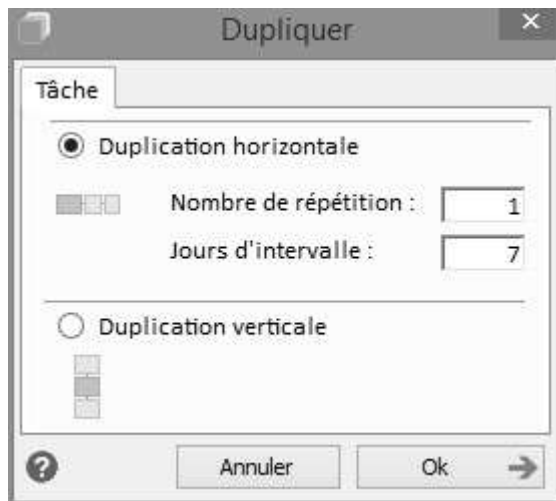 Dupliquer
Tâche
Duplication horizontale
Nombre de répétition : 1
Jours d'intervalle : 7
Duplication verticale
Annuler Ok